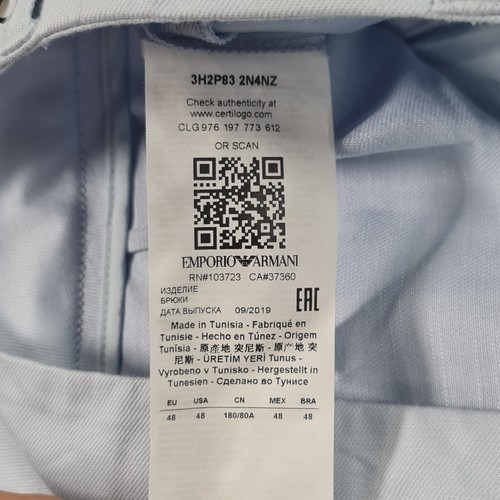 3H2P83 2N4NZ
Check authenticity at
www.certilogo.com
CLG 976 197 773 612
OR SCAN
EMPORIO ARMANI
RN#103723 CA#37360
ИЗДЕЛИЕ
БРЮКИ
ДАТА ВЫПУСКА 09/2019
EAC
Made in Tunisia - Fabriqué en
Tunisie - Hecho en Túnez - Origem
Tunísia - 原產地 突尼斯 - 原产地 突
尼斯 - ÜRETİM YERİ Tunus -
Vyrobeno v Tunisko - Hergestellt in
Tunesien - Сделано во Тунисе
EU USA CN MEX BRA
48 48 180/80A 48 48